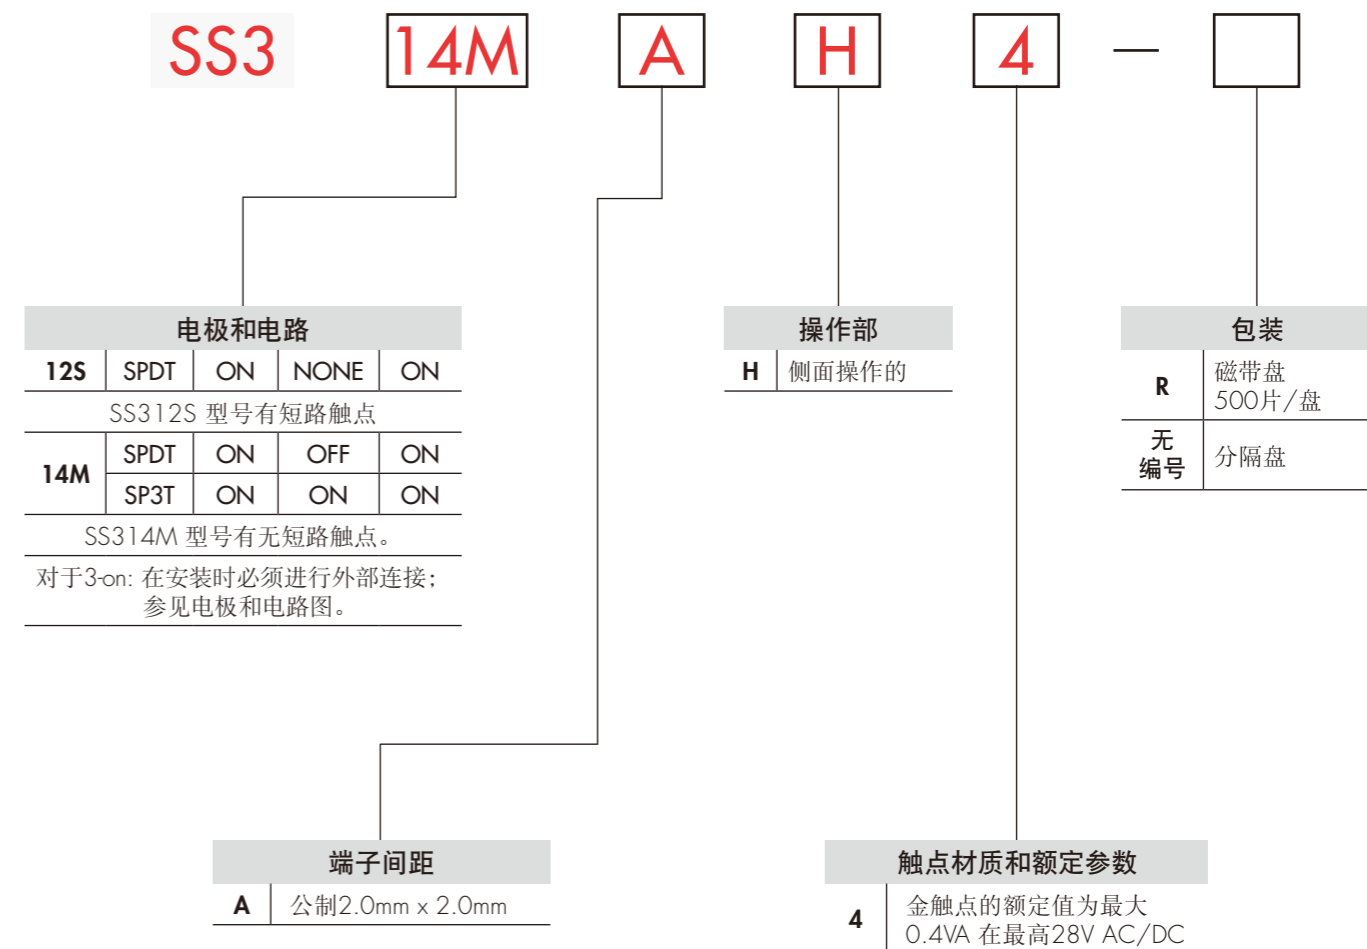 SS3 14M A H 4 —
电极和电路
12S SPDT ON NONE ON
SS312S 型号有短路触点
14M SPDT ON OFF ON
SP3T ON ON ON
SS314M 型号有无短路触点。
对于3-on: 在安装时必须进行外部连接;
参见电极和电路图。
操作部
H 侧面操作的
包装
R 磁带盘
500片/盘
无
编号 分隔盘
端子间距
A 公制2.0mm x 2.0mm
触点材质和额定参数
4 金触点的额定值为最大
0.4VA 在最高28V AC/DC